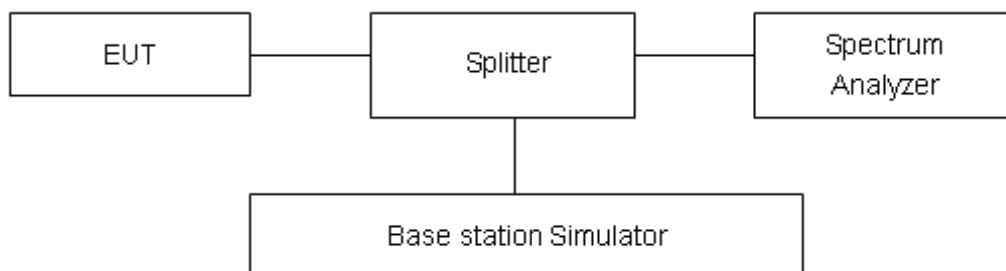 EUT
Splitter
Spectrum
Analyzer
Base station Simulator